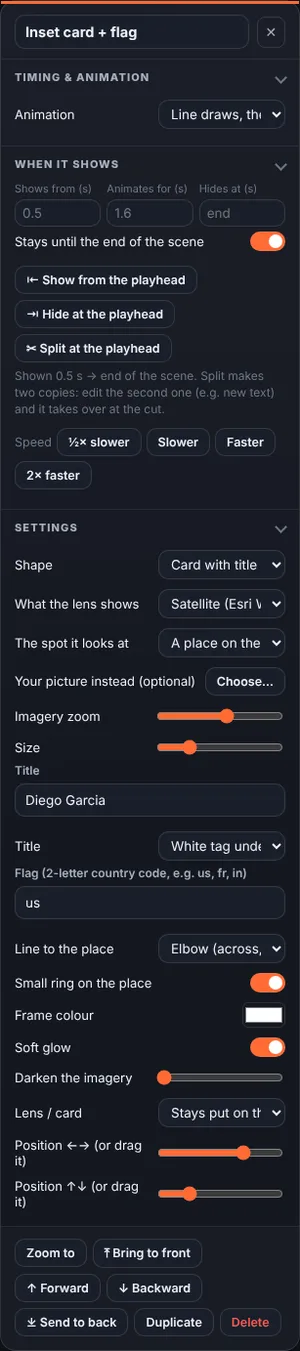 Inset card + flag
TIMING & ANIMATION
Animation
Line draws, the
WHEN IT SHOWS
Shows from (s)
Animates for (s)
Hides at (s)
0.5
1.6
end
Stays until the end of the scene
⇤ Show from the playhead
⇥ Hide at the playhead
✂ Split at the playhead
Shown 0.5 s → end of the scene. Split makes
two copies: edit the second one (e.g. new text)
and it takes over at the cut.
Speed
½× slower
Slower
Faster
2× faster
SETTINGS
Shape
Card with title
What the lens shows
Satellite (Esri W
The spot it looks at
A place on the
Your picture instead (optional)
Choose...
Imagery zoom
Size
Title
Diego Garcia
Title
White tag unde
Flag (2-letter country code, e.g. us, fr, in)
us
Line to the place
Elbow (across,
Small ring on the place
Frame colour
Soft glow
Darken the imagery
Lens / card
Stays put on th
Position ←→ (or drag
it)
Position ↑↓ (or drag
it)
Zoom to
⤒ Bring to front
↑ Forward
↓ Backward
⤓ Send to back
Duplicate
Delete